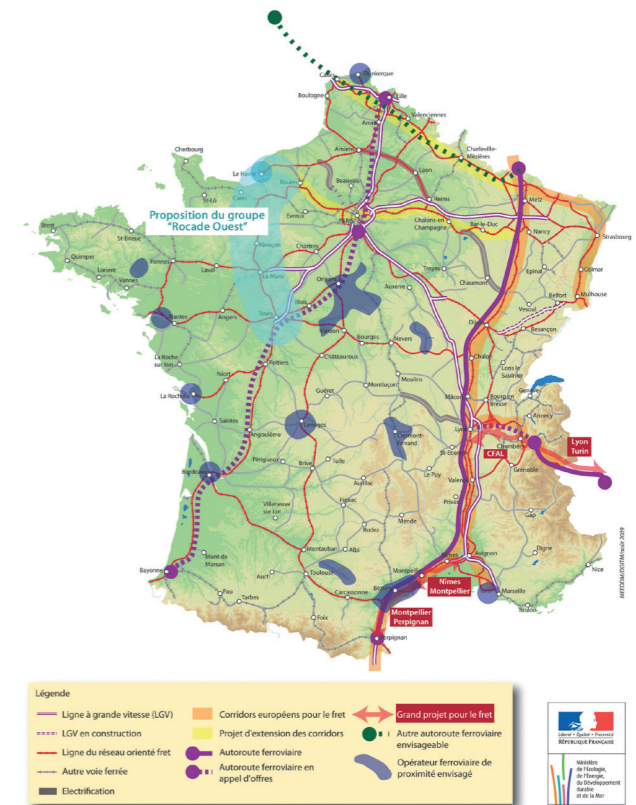 Calais
Dunkerque
Boulogne
Lille
Valenciennes
Arras
Cherbourg
Amiens
Charleville-
Mézières
Le Havre
Rouen
Beauvais
Laon
St-Lô
Caen
Reims
Metz
Proposition du groupe
"Rocade Ouest"
Evreux
PARIS
Chalons-en
Champagne
Bar-le-Duc
Nancy
Strasbourg
Brest
St-Brieuc
Alençon
Chartres
Quimper
Rennes
Laval
Le Mans
Troyes
Epinal
Colmar
Lorient
Vannes
Orléans
Auxerre
Chaumont
Mulhouse
Blois
Vesoul
Belfort
Nantes
Angers
Tours
Vierzon
Bourges
Nevers
Dijon
Besançon
La Roche
sur Yon
Poitiers
Châteauroux
Chalon
Lons le
Saulnier
Niort
Moulins
La Rochelle
Guéret
Montluçon
Mâcon
Bourg en
Bresse
Genève
Annecy
Saintes
Angoulême
Limoges
Clermont-
Ferrand
Lyon
CFAL
Chambéry
Lyon
Turin
St-Etienne
Grenoble
Périgueux
Tulle
Brive
Le Puy
Valence
Bordeaux
Aurillac
Privas
Gap
Villeneuve
sur Lot
Figeac
Mende
Rodez
Digne
Mont de
Marsan
Montauban
Albi
Nîmes
Avignon
Nice
Bayonne
Auch
Toulouse
Montpellier
Nîmes
Montpellier
Pau
Tarbes
Carcassonne
Béziers
Marseille
Toulon
Montpellier
Perpignan
Foix
Perpignan
MEEDDM/DGITM/août 2009
Légende
Ligne à grande vitesse (LGV)
LGV en construction
Ligne du réseau orienté fret
Autre voie ferrée
Electrification
Corridors européens pour le fret
Projet d'extension des corridors
Autoroute ferroviaire
Autoroute ferroviaire en
appel d'offres
Grand projet pour le fret
Autre autoroute ferroviaire
envisageable
Opérateur ferroviaire de
proximité envisagé
Liberté • Égalité • Fraternité
RÉPUBLIQUE FRANÇAISE
Ministère
de l'Écologie,
de l'Énergie,
du Développement
durable
et de la Mer